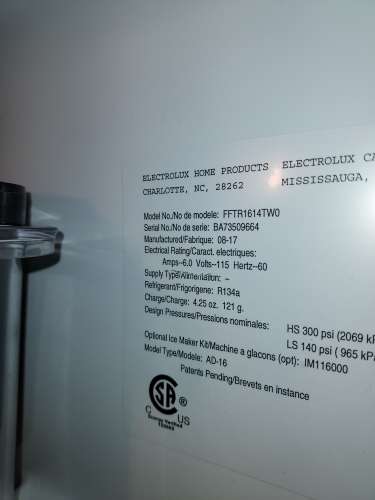 ELECTROLUX HOME PRODUCTS ELECTROLUX CA
CHARLOTTE, NC, 28262 MISSISSAUGA,
Model No./No de modele: FFTR1614TW0
Serial No./No de serie: BA73509664
Manufactured/Fabrique: 08-17
Electrical Rating/Caract. electriques:
Amps-6.0 Volts--115 Hertz--60
Supply Type/Alimentation: –
Refrigerant/Frigorigene: R134a
Charge/Charge: 4.25 oz. 121 g.
Design Pressures/Pressions nominales: HS 300 psi (2069 kP
LS 140 psi ( 965 kPa
Optional Ice Maker Kit/Machine a glacons (opt): IM116000
Model Type/Modele: AD-16
Patents Pending/Brevets en instance
CSA ®
C US
Energy Verified